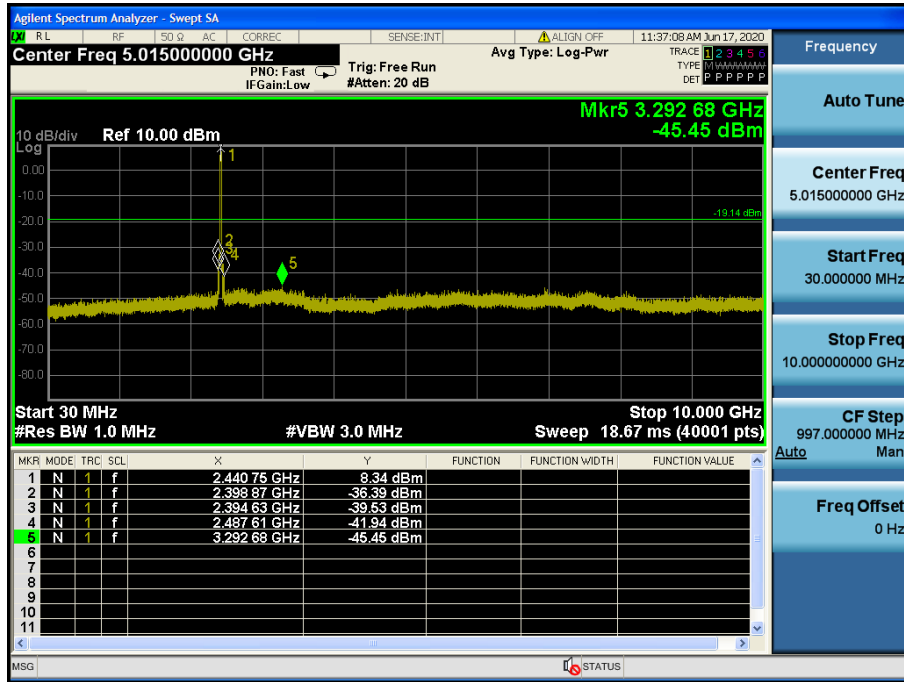 Agilent Spectrum Analyzer - Swept SA
LXI RL RF 50 Ω AC CORREC SENSE:INT ALIGN OFF 11:37:08 AM Jun 17, 2020
Center Freq 5.015000000 GHz
PNO: Fast
IFGain:Low
Trig: Free Run
#Atten: 20 dB
Avg Type: Log-Pwr
TRACE 1 2 3 4 5 6
TYPE M WWWWW
DET P P P P P P
Mkr5 3.292 68 GHz
-45.45 dBm
10 dB/div Ref 10.00 dBm
Log
0.00
-10.0
-20.0
-30.0
-40.0
-50.0
-60.0
-70.0
-80.0
1
2
3
4
5
-19.14 dBm
Start 30 MHz Stop 10.000 GHz
#Res BW 1.0 MHz #VBW 3.0 MHz Sweep 18.67 ms (40001 pts)
MKR MODE TRC SCL X Y FUNCTION FUNCTION WIDTH FUNCTION VALUE
1 N 1 f 2.440 75 GHz 8.34 dBm
2 N 1 f 2.398 87 GHz -36.39 dBm
3 N 1 f 2.394 63 GHz -39.53 dBm
4 N 1 f 2.487 61 GHz -41.94 dBm
5 N 1 f 3.292 68 GHz -45.45 dBm
6
7
8
9
10
11
MSG STATUS
Frequency
Auto Tune
Center Freq
5.015000000 GHz
Start Freq
30.000000 MHz
Stop Freq
10.000000000 GHz
CF Step
997.000000 MHz
Auto Man
Freq Offset
0 Hz